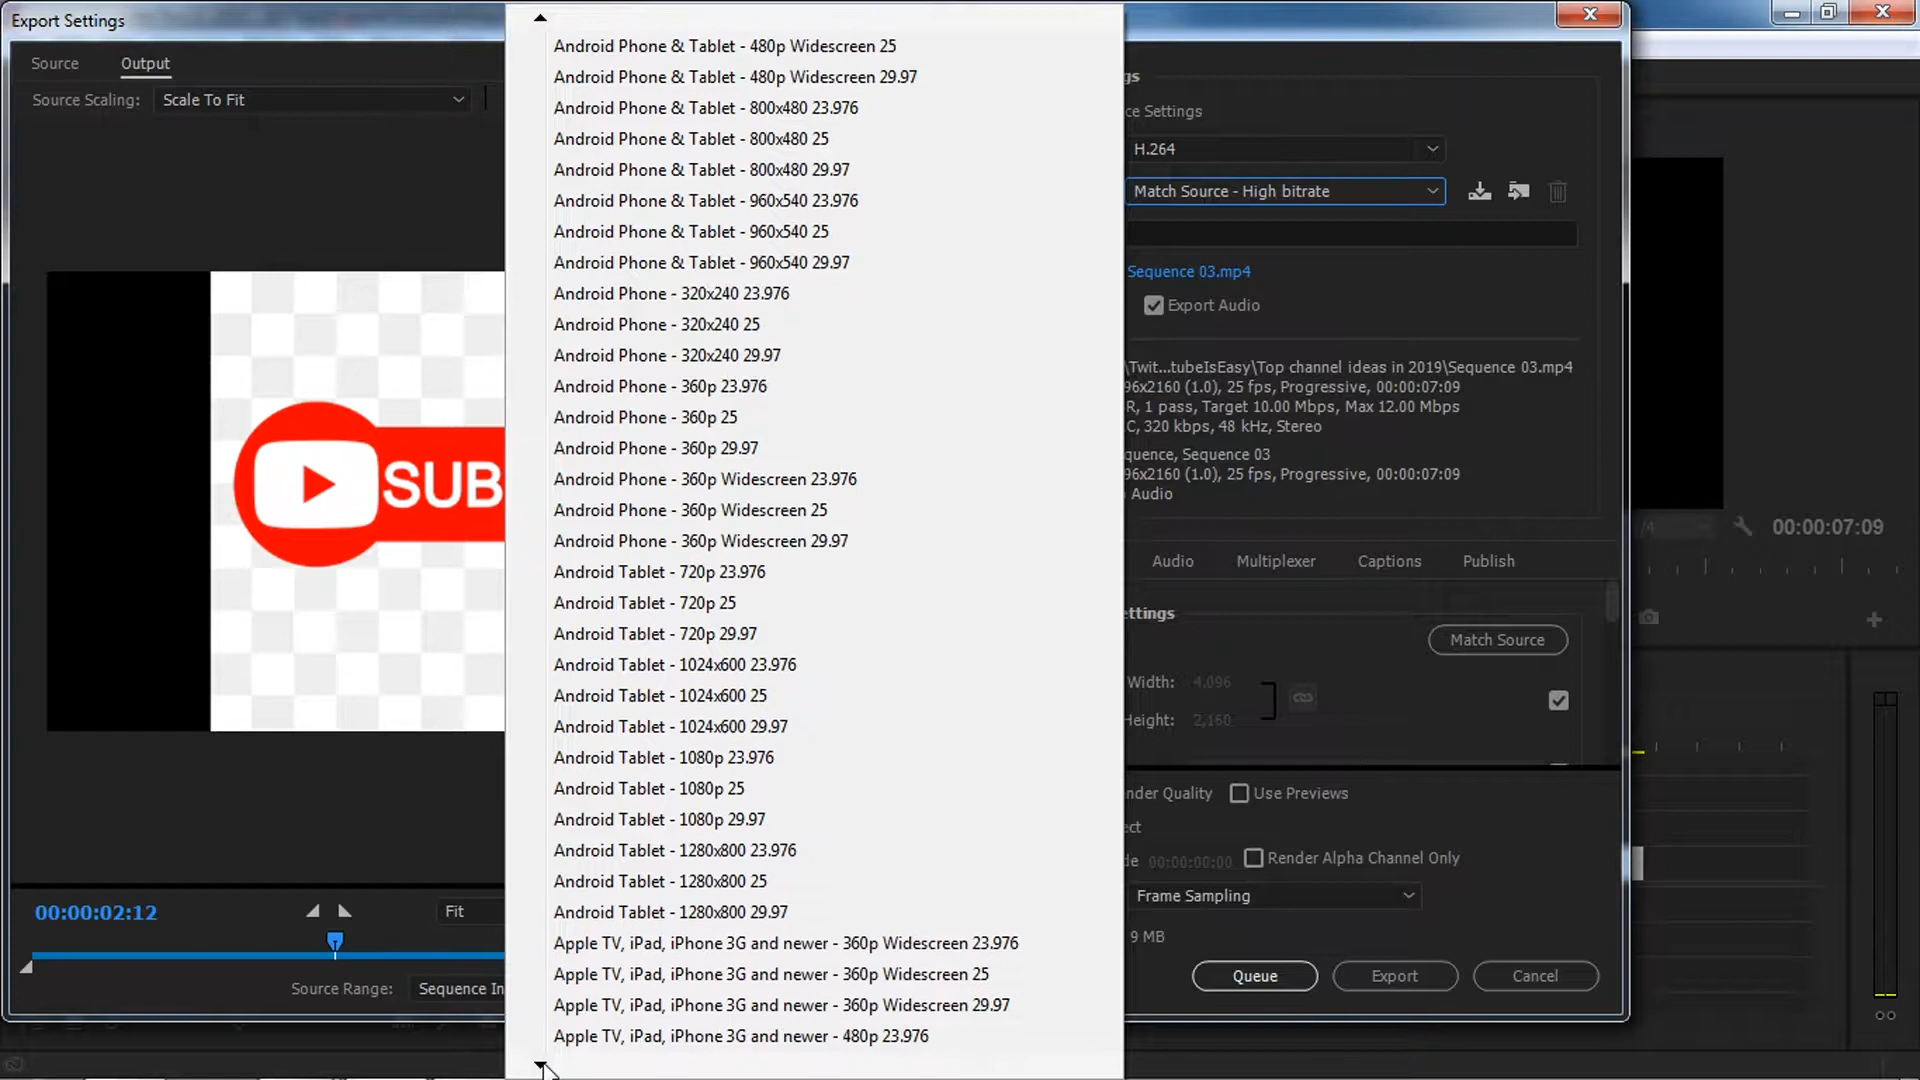 Export Settings
Source
Output
Source Scaling:
Scale To Fit
SUB
00:00:02:12
Fit
Source Range:
Sequence In
Android Phone & Tablet - 480p Widescreen 25
Android Phone & Tablet - 480p Widescreen 29.97
Android Phone & Tablet - 800x480 23.976
Android Phone & Tablet - 800x480 25
Android Phone & Tablet - 800x480 29.97
Android Phone & Tablet - 960x540 23.976
Android Phone & Tablet - 960x540 25
Android Phone & Tablet - 960x540 29.97
Android Phone - 320x240 23.976
Android Phone - 320x240 25
Android Phone - 320x240 29.97
Android Phone - 360p 23.976
Android Phone - 360p 25
Android Phone - 360p 29.97
Android Phone - 360p Widescreen 23.976
Android Phone - 360p Widescreen 25
Android Phone - 360p Widescreen 29.97
Android Tablet - 720p 23.976
Android Tablet - 720p 25
Android Tablet - 720p 29.97
Android Tablet - 1024x600 23.976
Android Tablet - 1024x600 25
Android Tablet - 1024x600 29.97
Android Tablet - 1080p 23.976
Android Tablet - 1080p 25
Android Tablet - 1080p 29.97
Android Tablet - 1280x800 23.976
Android Tablet - 1280x800 25
Android Tablet - 1280x800 29.97
Apple TV, iPad, iPhone 3G and newer - 360p Widescreen 23.976
Apple TV, iPad, iPhone 3G and newer - 360p Widescreen 25
Apple TV, iPad, iPhone 3G and newer - 360p Widescreen 29.97
Apple TV, iPad, iPhone 3G and newer - 480p 23.976
gs
ce Settings
H.264
Match Source - High bitrate
Sequence 03.mp4
Export Audio
\Twit...tubeIsEasy\Top channel ideas in 2019\Sequence 03.mp4
96x2160 (1.0), 25 fps, Progressive, 00:00:07:09
R, 1 pass, Target 10.00 Mbps, Max 12.00 Mbps
C, 320 kbps, 48 kHz, Stereo
quence, Sequence 03
96x2160 (1.0), 25 fps, Progressive, 00:00:07:09
Audio
Audio
Multiplexer
Captions
Publish
ettings
Match Source
Width: 4,096
Height: 2,160
nder Quality
Use Previews
ect
de 00:00:00:00
Render Alpha Channel Only
Frame Sampling
9 MB
Queue
Export
Cancel
/4
00:00:07:09